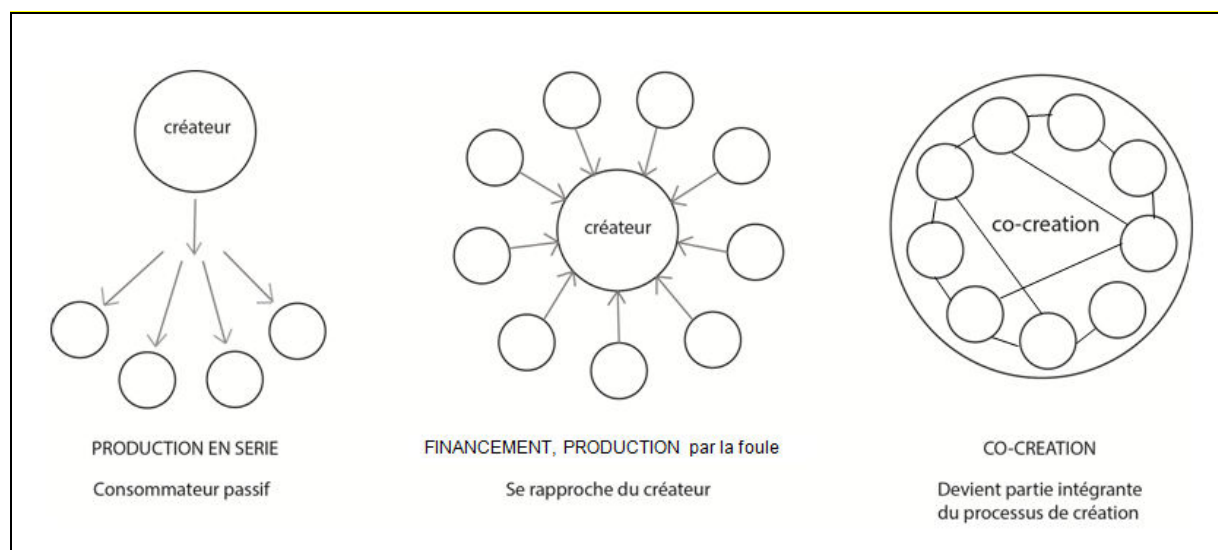 créateur
PRODUCTION EN SERIE
Consommateur passif
créateur
FINANCEMENT, PRODUCTION par la foule
Se rapproche du créateur
co-creation
CO-CREATION
Devient partie intégrante
du processus de création